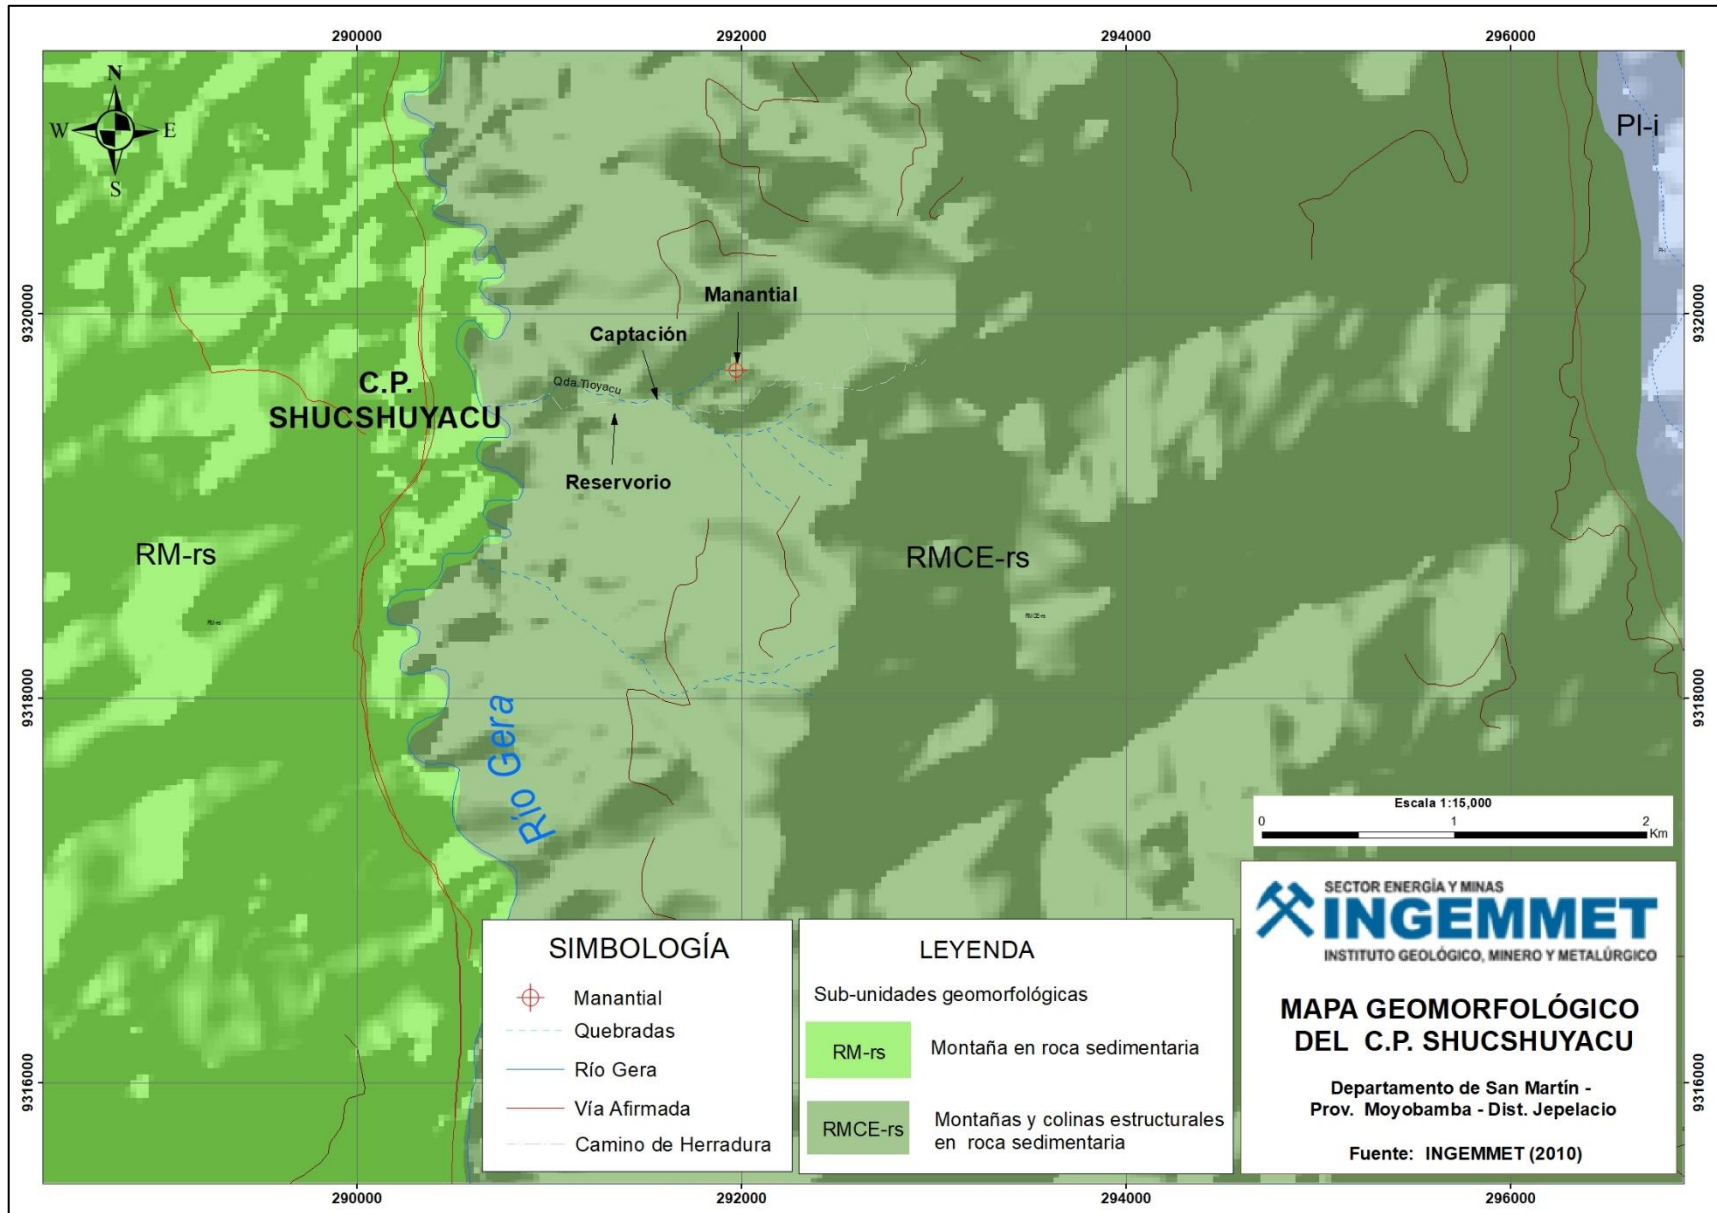 290000
292000
294000
296000
N
W
E
S
Pl-i
9320000
9320000
Manantial
Captación
Qda.Tioyacu
C.P.
SHUCSHUYACU
Reservorio
RM-rs
RMCE-rs
RM-rs
RMCE-rs
9318000
9318000
Río Gera
Escala 1:15,000
0
1
2
Km
SIMBOLOGÍA
Manantial
Quebradas
Río Gera
Vía Afirmada
Camino de Herradura
LEYENDA
Sub-unidades geomorfológicas
RM-rs
Montaña en roca sedimentaria
RMCE-rs
Montañas y colinas estructurales
en roca sedimentaria
SECTOR ENERGÍA Y MINAS
INGEMMET
INSTITUTO GEOLÓGICO, MINERO Y METALÚRGICO
MAPA GEOMORFOLÓGICO
DEL C.P. SHUCSHUYACU
Departamento de San Martín -
Prov. Moyobamba - Dist. Jepelacio
Fuente: INGEMMET (2010)
9316000
9316000
290000
292000
294000
296000